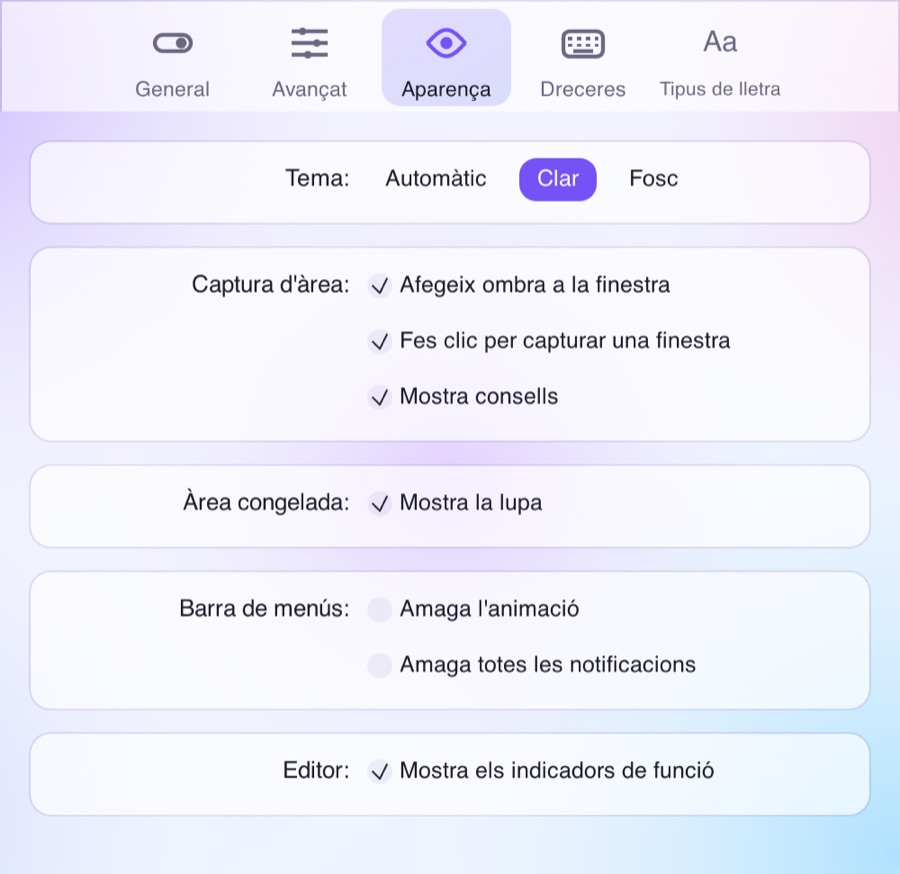 General
Avançat
Aparença
Dreceres
Aa
Tipus de lletra
Tema: Automàtic Clar Fosc
Captura d'àrea: Afegeix ombra a la finestra
Fes clic per capturar una finestra
Mostra consells
Àrea congelada: Mostra la lupa
Barra de menús: Amaga l'animació
Amaga totes les notificacions
Editor: Mostra els indicadors de funció